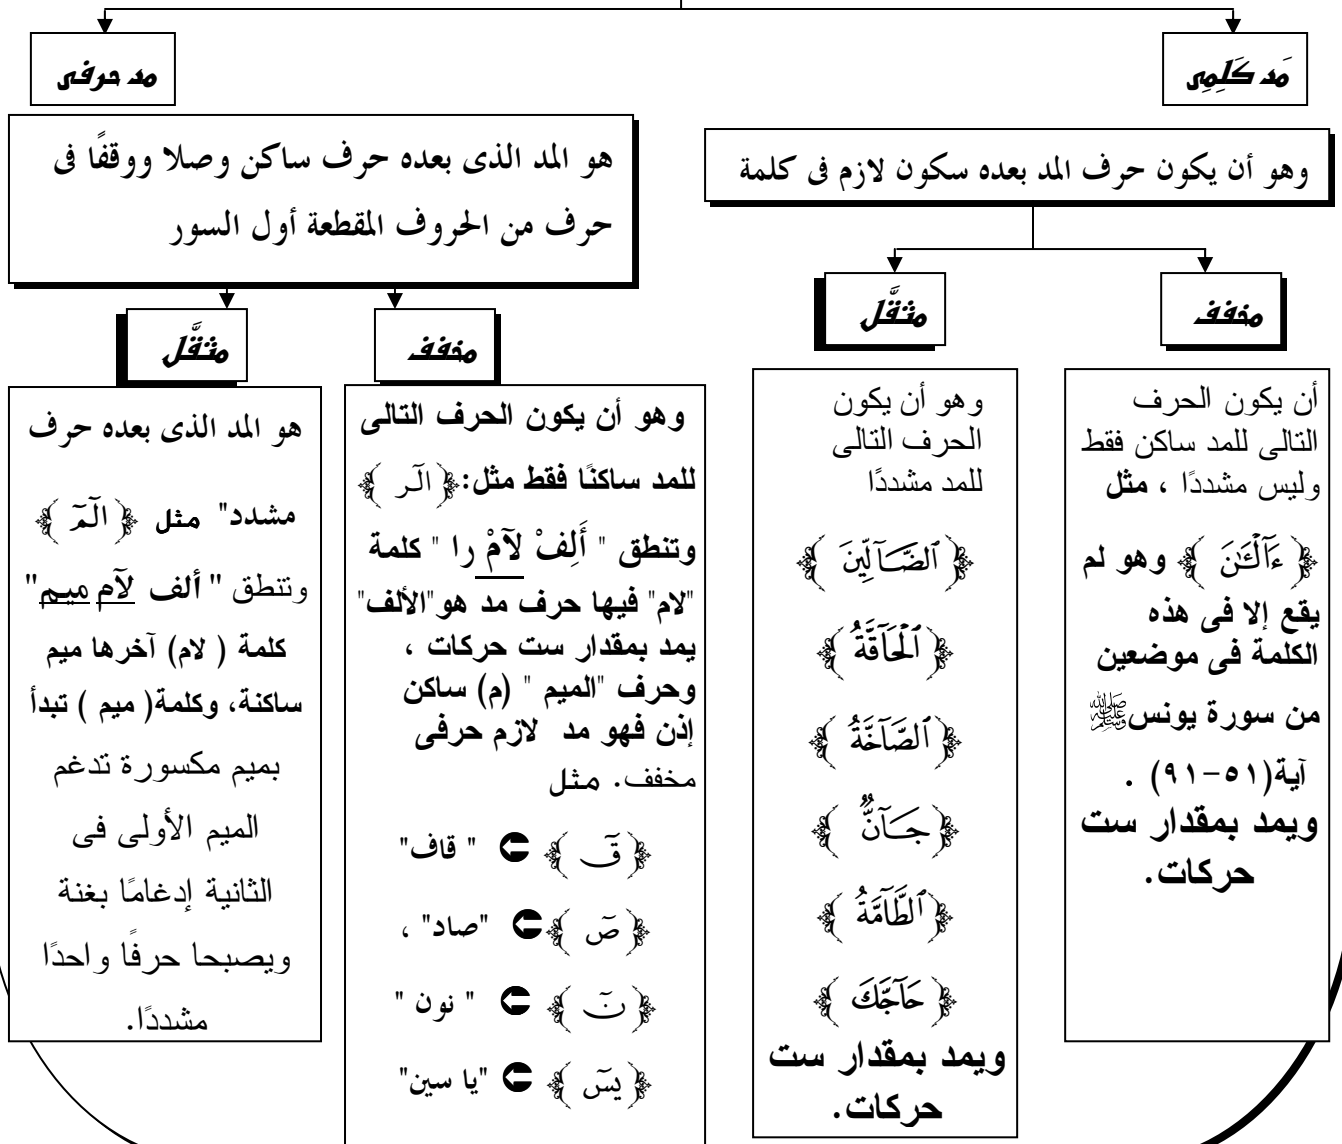 مَد كَلِمِى
وهو أن يكون حرف المد بعده سكون لازم فى كلمة
مخفف
أن يكون الحرف
التالى للمد ساكن فقط
وليس مشددًا ، مثل
﴿ ءَآلْـَٰٔنَ ﴾ وهو لم
يقع إلا فى هذه
الكلمة فى موضعين
من سورة يونس ﷺ
آية(٥١-٩١) .
ويمد بمقدار ست
حركات.
مثقَّل
وهو أن يكون
الحرف التالى
للمد مشددًا
﴿ ٱلضَّآلِّينَ ﴾
﴿ ٱلْحَآقَّةُ ﴾
﴿ ٱلصَّآخَّةُ ﴾
﴿ جَآنٌّ ﴾
﴿ ٱلطَّآمَّةُ ﴾
﴿ حَآجَّكَ ﴾
ويمد بمقدار ست
حركات.
مد حرفى
هو المد الذى بعده حرف ساكن وصلا ووقفًا فى
حرف من الحروف المقطعة أول السور
مخفف
وهو أن يكون الحرف التالى
للمد ساكنًا فقط مثل:﴿ الٓر ﴾
وتنطق " أَلِفْ لآمْ را " كلمة
"لام" فيها حرف مد هو"الألف"
يمد بمقدار ست حركات ،
وحرف "الميم " (م) ساكن
إذن فهو مد لازم حرفى
مخفف. مثل
﴿ قٓ ﴾ " قاف"
﴿ صٓ ﴾ "صاد" ،
﴿ نٓ ﴾ " نون "
﴿ يسٓ ﴾ "يا سين"
مثقَّل
هو المد الذى بعده حرف
مشدد" مثل ﴿ الٓمٓ ﴾
وتنطق " ألف لآم ميم"
كلمة ( لام) آخرها ميم
ساكنة، وكلمة( ميم ) تبدأ
بميم مكسورة تدغم
الميم الأولى فى
الثانية إدغامًا بغنة
ويصبحا حرفًا واحدًا
مشددًا.